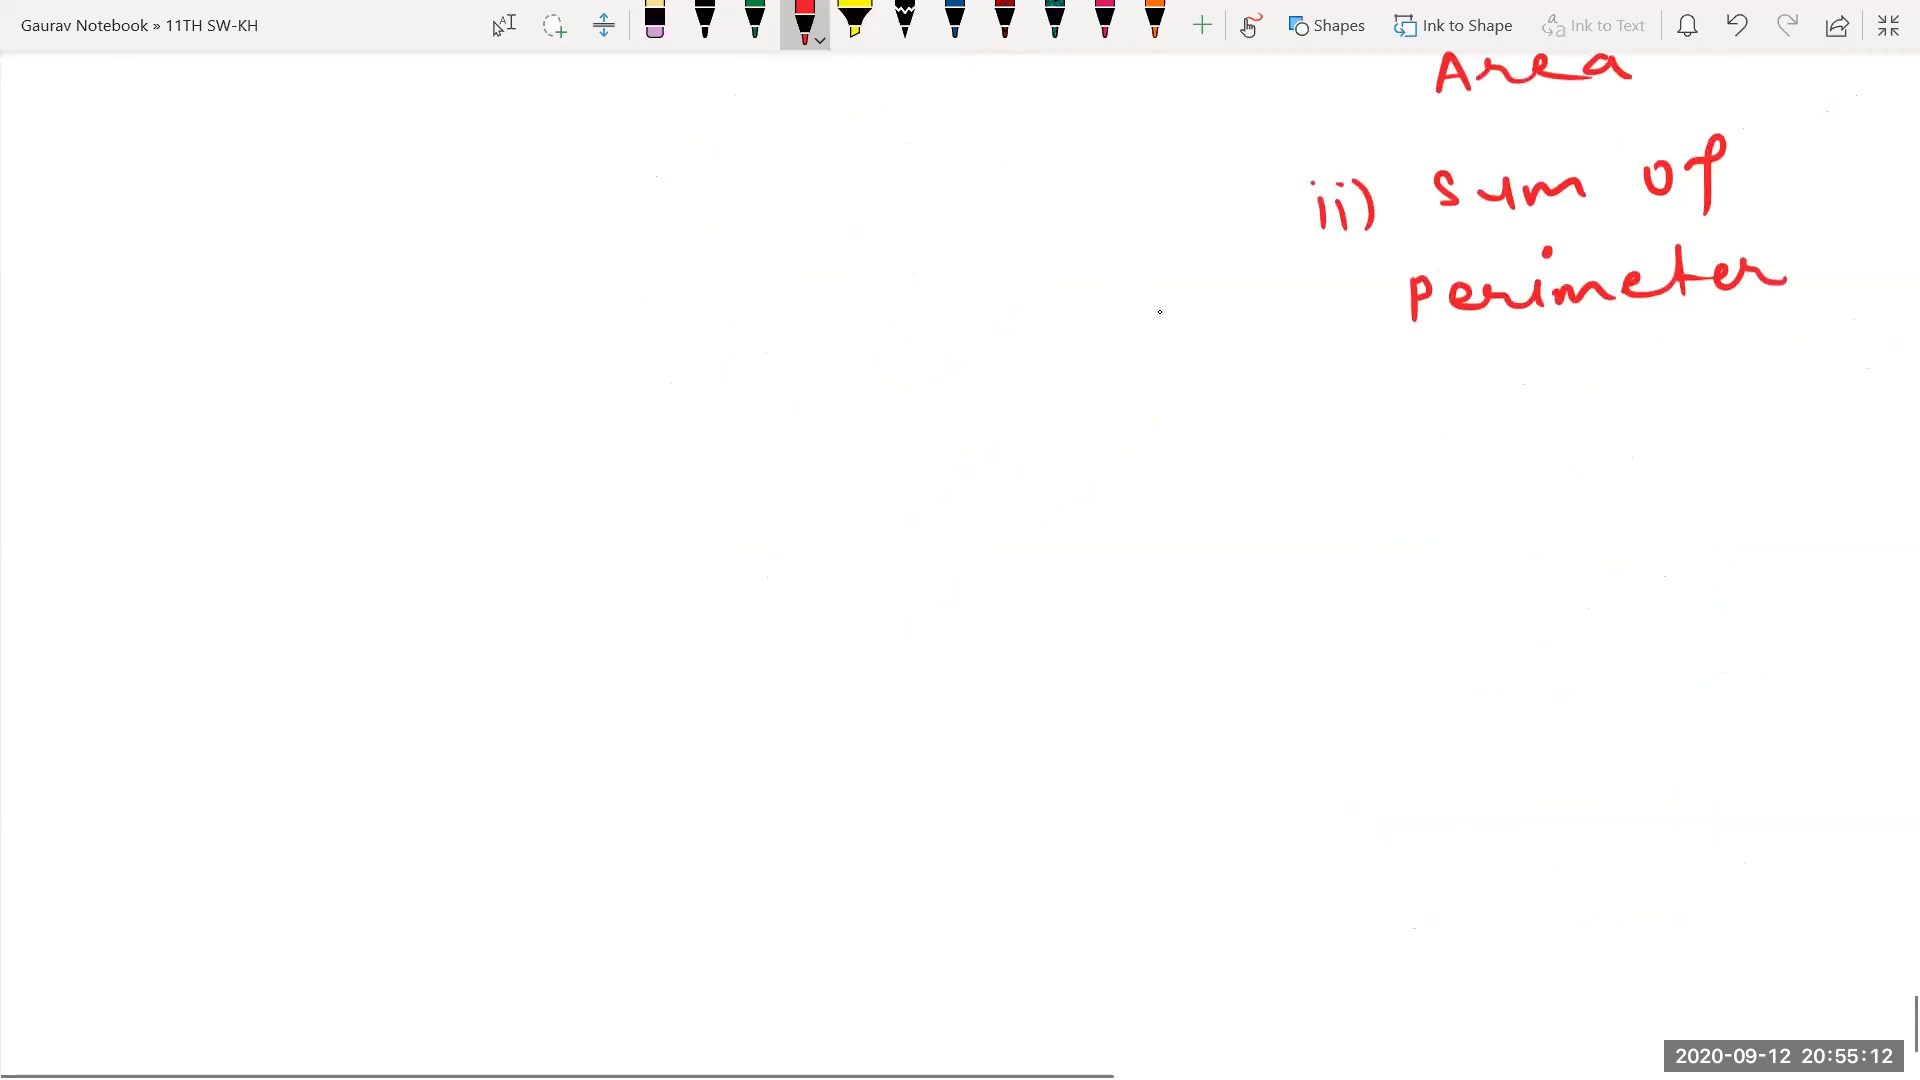 Gaurav Notebook » 11TH SW-KH
Shapes
Ink to Shape
Ink to Text
Area
ii) Sum of
perimeter
2020-09-12 20:55:12